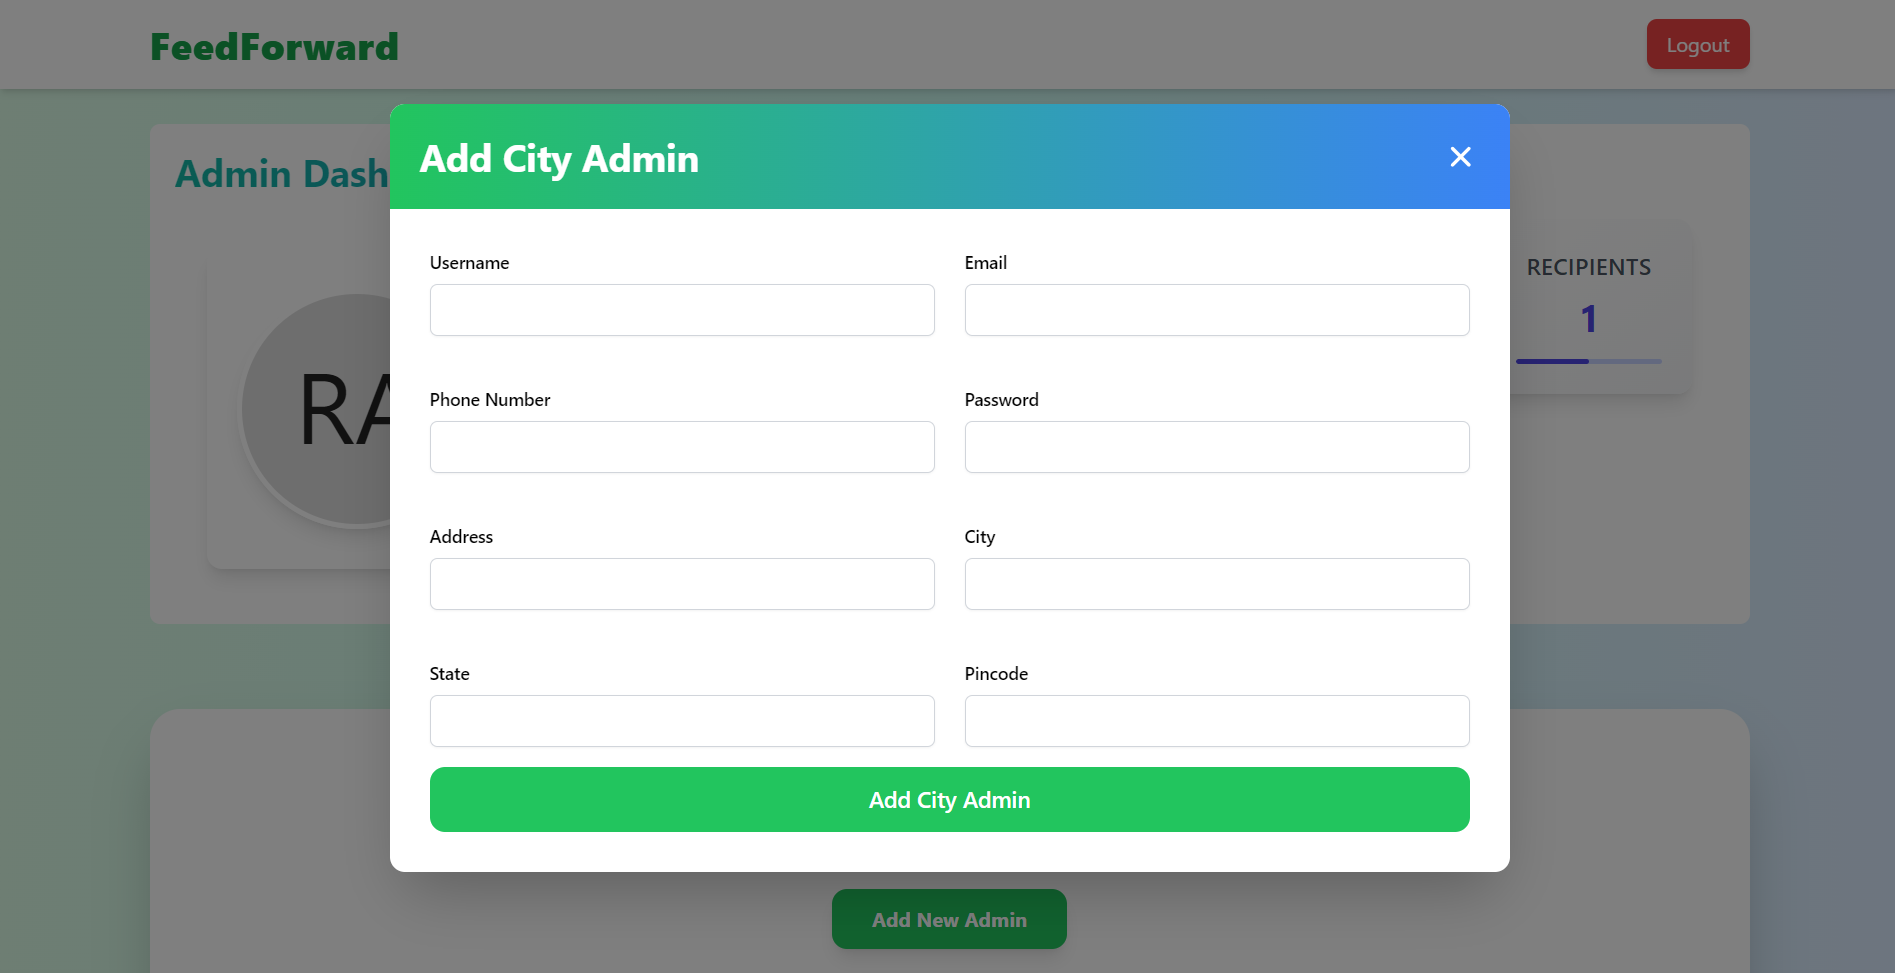 FeedForward
Logout
Admin Dash
Add City Admin
RECIPIENTS
1
RA
Username
Email
Phone Number
Password
Address
City
State
Pincode
Add City Admin
Add New Admin